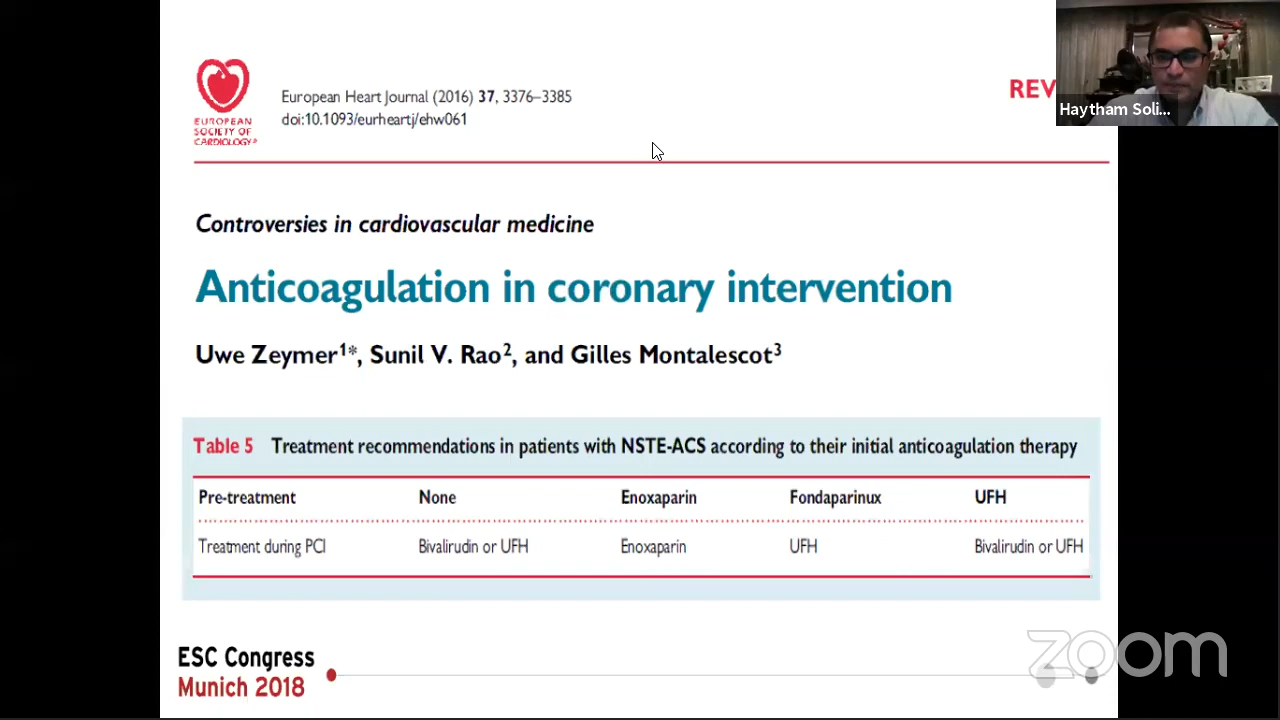 EUROPEAN
SOCIETY OF
CARDIOLOGY®
European Heart Journal (2016) 37, 3376–3385
doi:10.1093/eurheartj/ehw061
REV
Haytham Soli...
Controversies in cardiovascular medicine
Anticoagulation in coronary intervention
Uwe Zeymer1*, Sunil V. Rao2, and Gilles Montalescot3
Table 5 Treatment recommendations in patients with NSTE-ACS according to their initial anticoagulation therapy
Pre-treatment None Enoxaparin Fondaparinux UFH
Treatment during PCI Bivalirudin or UFH Enoxaparin UFH Bivalirudin or UFH
ESC Congress
Munich 2018
zoom